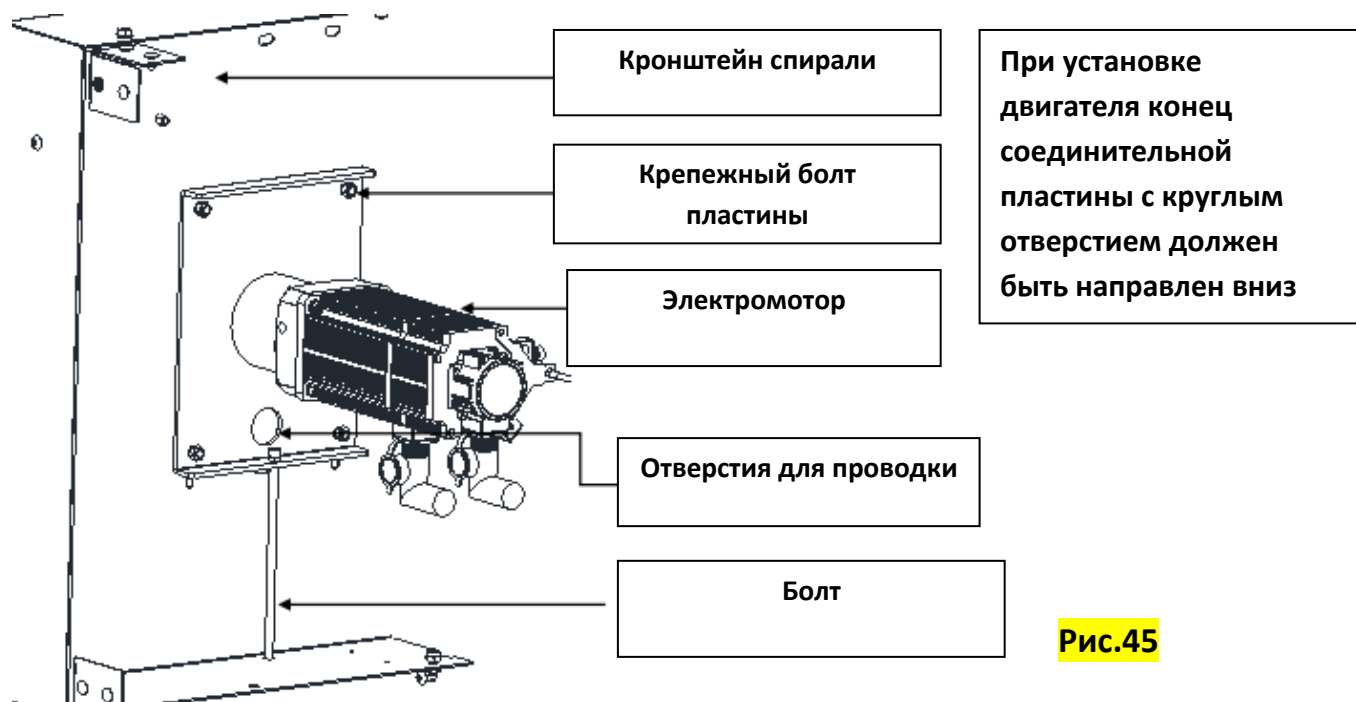 Кронштейн спирали
Крепежный болт
пластины
Электромотор
Отверстия для проводки
Болт
При установке
двигателя конец
соединительной
пластины с круглым
отверстием должен
быть направлен вниз
Рис.45